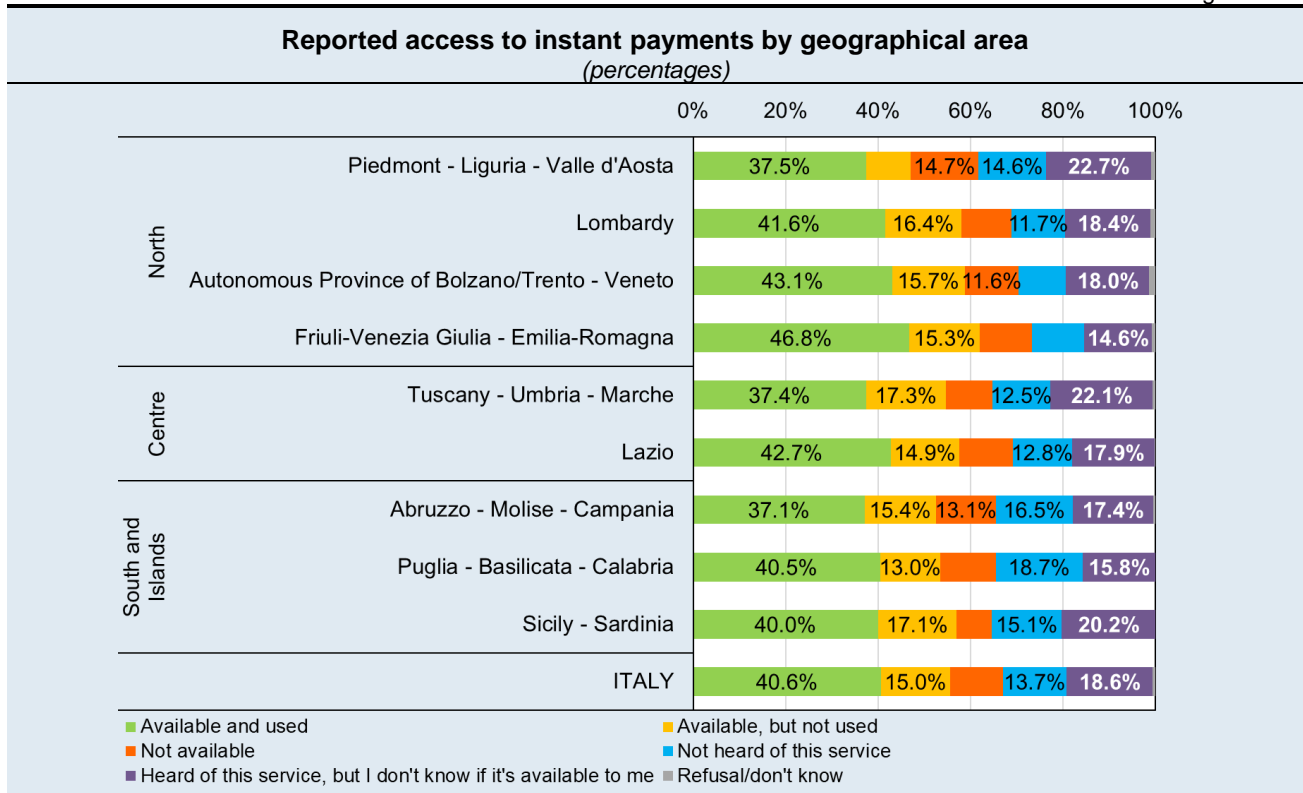 Reported access to instant payments by geographical area
(percentages)
0% 20% 40% 60% 80% 100%
North
Piedmont - Liguria - Valle d'Aosta 37.5% 14.7% 14.6% 22.7%
Lombardy 41.6% 16.4% 11.7% 18.4%
Autonomous Province of Bolzano/Trento - Veneto 43.1% 15.7% 11.6% 18.0%
Friuli-Venezia Giulia - Emilia-Romagna 46.8% 15.3% 14.6%
Centre
Tuscany - Umbria - Marche 37.4% 17.3% 12.5% 22.1%
Lazio 42.7% 14.9% 12.8% 17.9%
South and
Islands
Abruzzo - Molise - Campania 37.1% 15.4% 13.1% 16.5% 17.4%
Puglia - Basilicata - Calabria 40.5% 13.0% 18.7% 15.8%
Sicily - Sardinia 40.0% 17.1% 15.1% 20.2%
ITALY 40.6% 15.0% 13.7% 18.6%
Available and used Available, but not used
Not available Not heard of this service
Heard of this service, but I don't know if it's available to me Refusal/don't know